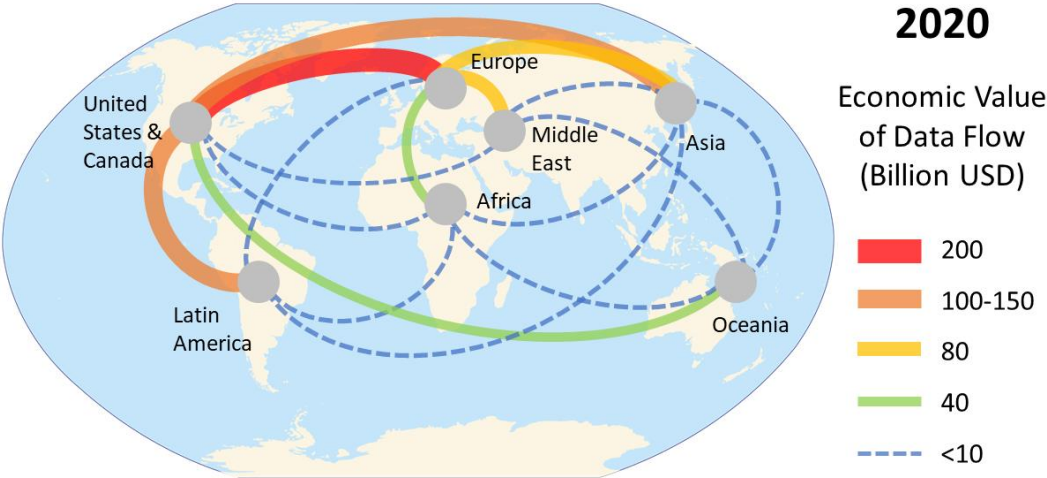 2020
Economic Value
of Data Flow
(Billion USD)
200
100-150
80
40
<10
United
States &
Canada
Europe
Middle
East
Asia
Africa
Latin
America
Oceania